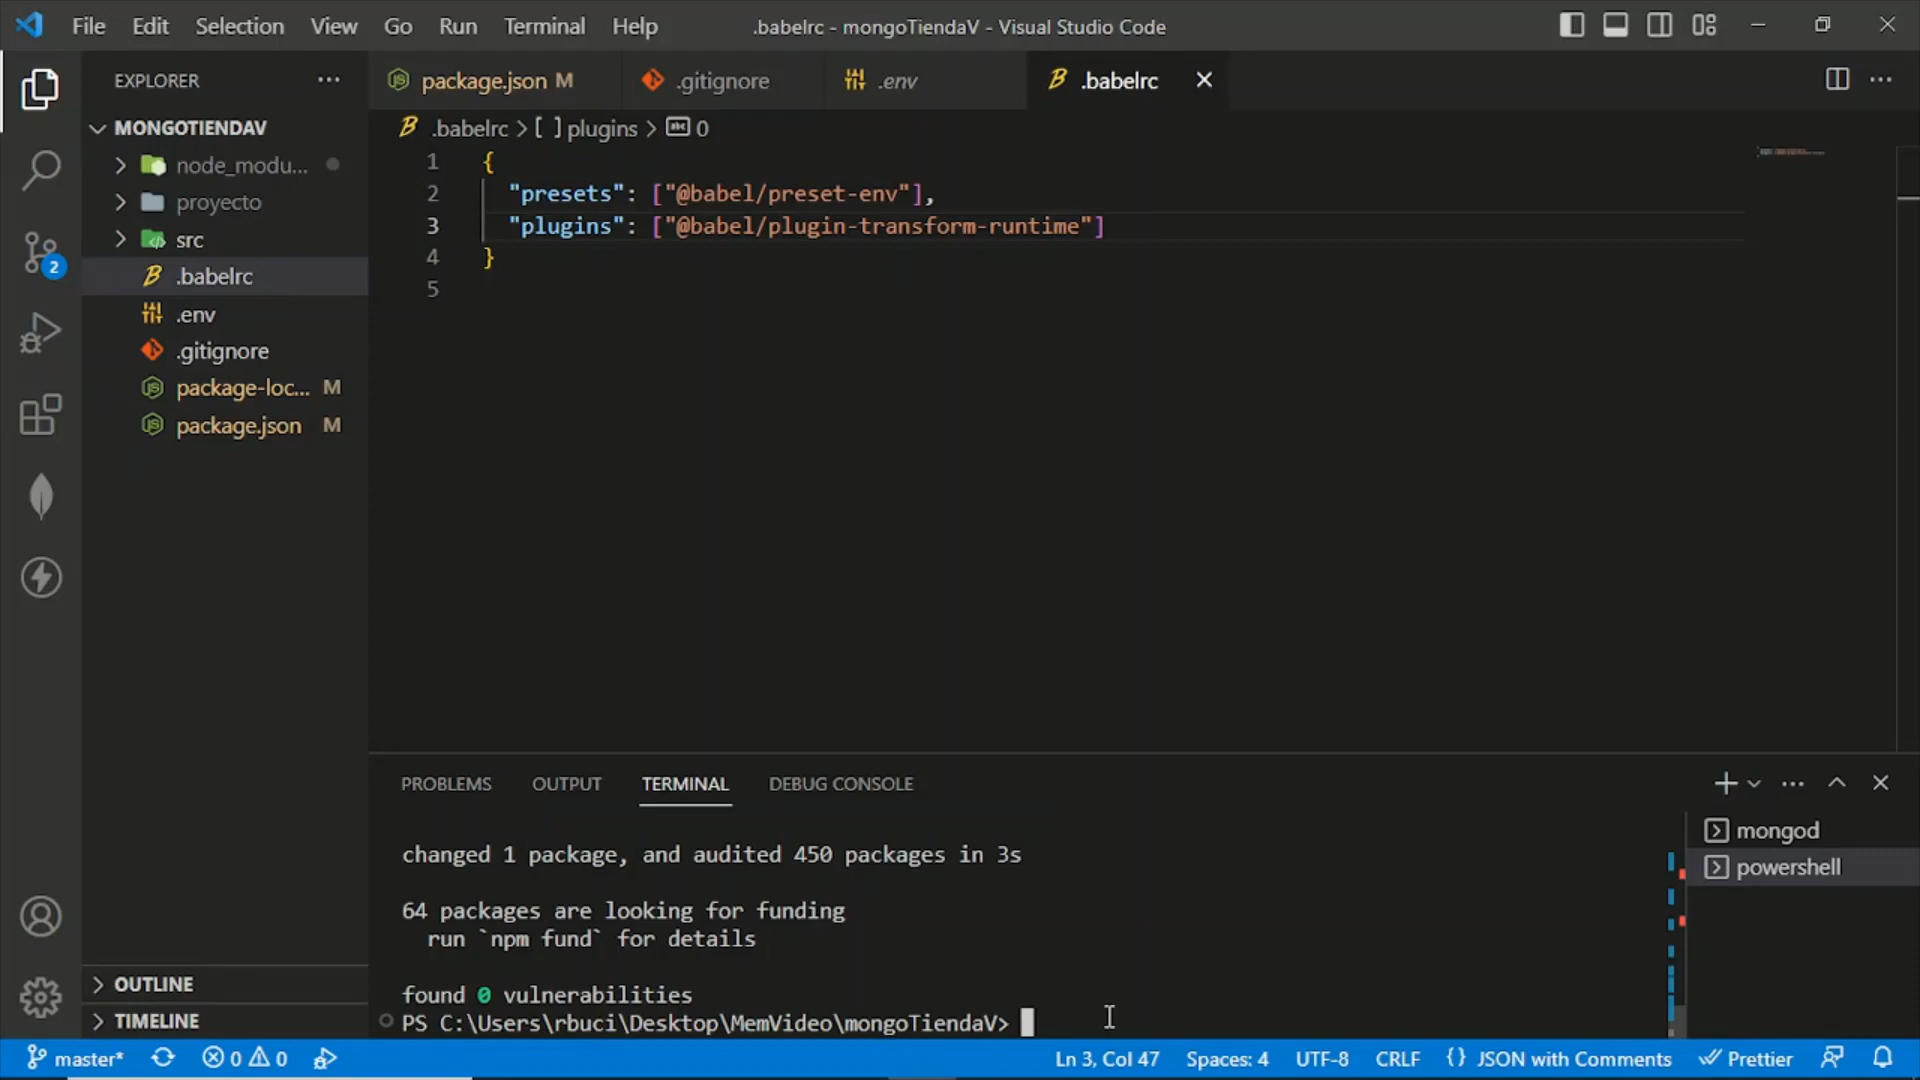 File Edit Selection View Go Run Terminal Help .babelrc - mongoTiendaV - Visual Studio Code
EXPLORER
package.json M .gitignore .env .babelrc
MONGOTIENDAV
.babelrc > [ ] plugins > abc 0
node_modu...
proyecto
src
.babelrc
.env
.gitignore
package-loc... M
package.json M
1 {
2 "presets": ["@babel/preset-env"],
3 "plugins": ["@babel/plugin-transform-runtime"]
4 }
5
2
PROBLEMS OUTPUT TERMINAL DEBUG CONSOLE
mongod
powershell
changed 1 package, and audited 450 packages in 3s
64 packages are looking for funding
run `npm fund` for details
found 0 vulnerabilities
PS C:\Users\rbuci\Desktop\MemVideo\mongoTiendaV>
OUTLINE
TIMELINE
master* 0 0 Ln 3, Col 47 Spaces: 4 UTF-8 CRLF {} JSON with Comments Prettier